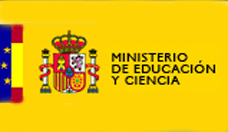 MINISTERIO
DE EDUCACIÓN
Y CIENCIA